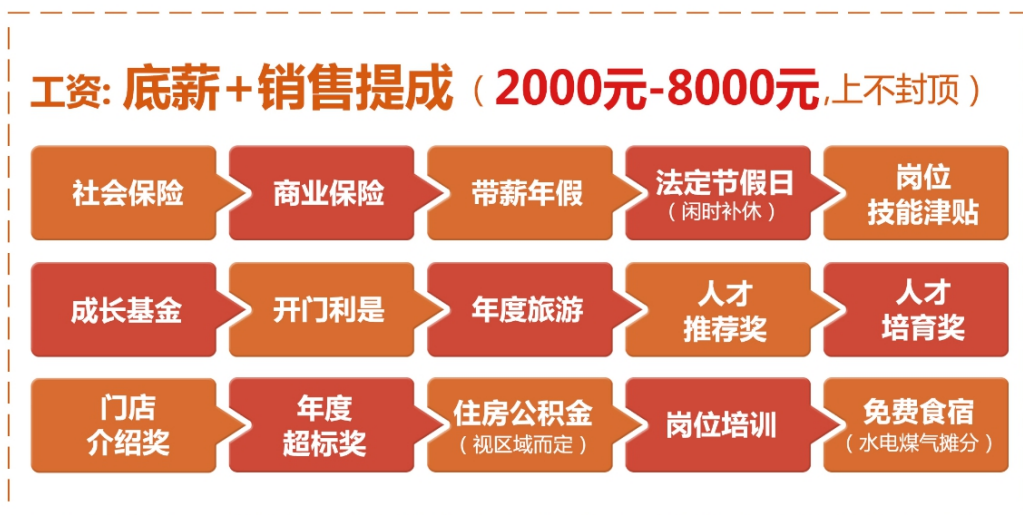 工资: 底薪+销售提成（2000元-8000元,上不封顶）
社会保险
商业保险
带薪年假
法定节假日
（闲时补休）
岗位
技能津贴
成长基金
开门利是
年度旅游
人才
推荐奖
人才
培育奖
门店
介绍奖
年度
超标奖
住房公积金
（视区域而定）
岗位培训
免费食宿
（水电煤气摊分）